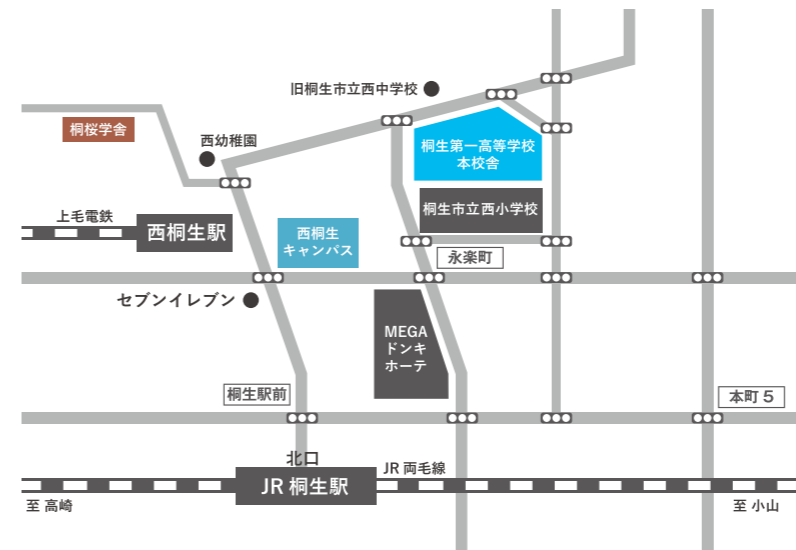 旧桐生市立西中学校
桐桜学舎
西幼稚園
桐生第一高等学校
本校舎
桐生市立西小学校
上毛電鉄
西桐生駅
西桐生
キャンパス
永楽町
セブンイレブン
MEGA
ドンキ
ホーテ
桐生駅前
本町5
北口
JR 両毛線
JR 桐生駅
至 高崎
至 小山